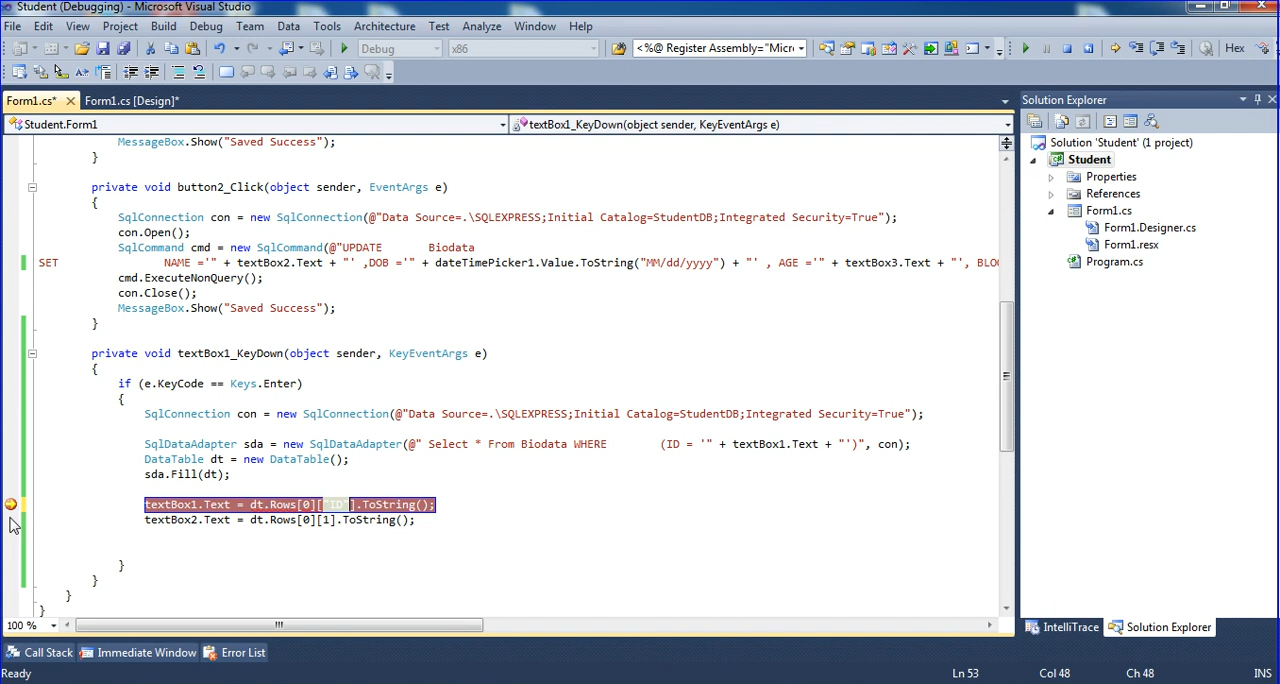 Student (Debugging) - Microsoft Visual Studio
File Edit View Project Build Debug Team Data Tools Architecture Test Analyze Window Help
Debug x86 <%@ Register Assembly="Micro Hex
Form1.cs* Form1.cs [Design]* Solution Explorer
Student.Form1 textBox1_KeyDown(object sender, KeyEventArgs e)
MessageBox.Show("Saved Success");
}
private void button2_Click(object sender, EventArgs e)
{
SqlConnection con = new SqlConnection(@"Data Source=.\SQLEXPRESS;Initial Catalog=StudentDB;Integrated Security=True");
con.Open();
SqlCommand cmd = new SqlCommand(@"UPDATE Biodata
SET NAME ='" + textBox2.Text + "' ,DOB ='" + dateTimePicker1.Value.ToString("MM/dd/yyyy") + "' , AGE ='" + textBox3.Text + "', BLOO
cmd.ExecuteNonQuery();
con.Close();
MessageBox.Show("Saved Success");
}
private void textBox1_KeyDown(object sender, KeyEventArgs e)
{
if (e.KeyCode == Keys.Enter)
{
SqlConnection con = new SqlConnection(@"Data Source=.\SQLEXPRESS;Initial Catalog=StudentDB;Integrated Security=True");
SqlDataAdapter sda = new SqlDataAdapter(@" Select * From Biodata WHERE (ID = '" + textBox1.Text + "')", con);
DataTable dt = new DataTable();
sda.Fill(dt);
textBox1.Text = dt.Rows[0]["ID"].ToString();
textBox2.Text = dt.Rows[0][1].ToString();
}
}
}
}
100 %
Solution 'Student' (1 project)
Student
Properties
References
Form1.cs
Form1.Designer.cs
Form1.resx
Program.cs
IntelliTrace Solution Explorer
Call Stack Immediate Window Error List
Ready Ln 53 Col 48 Ch 48 INS